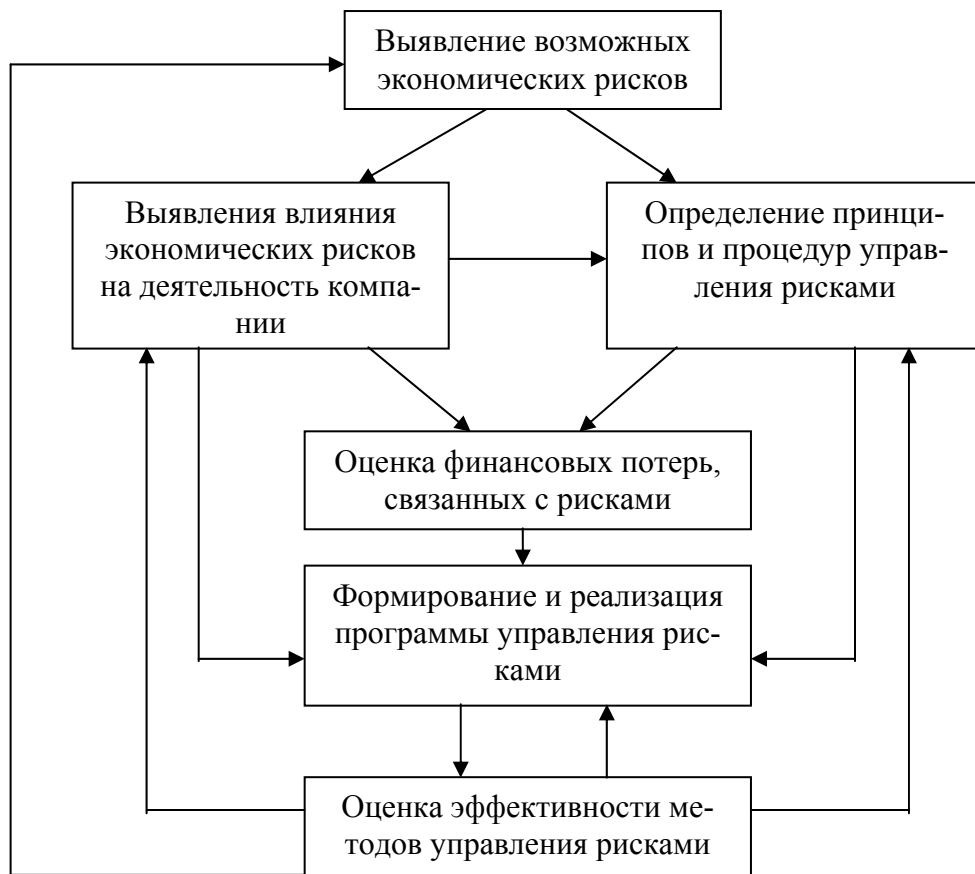 Выявление возможных
экономических рисков
Выявления влияния
экономических рисков
на деятельность компа-
нии
Определение принци-
пов и процедур управ-
ления рисками
Оценка финансовых потерь,
связанных с рисками
Формирование и реализация
программы управления рис-
ками
Оценка эффективности ме-
тодов управления рисками